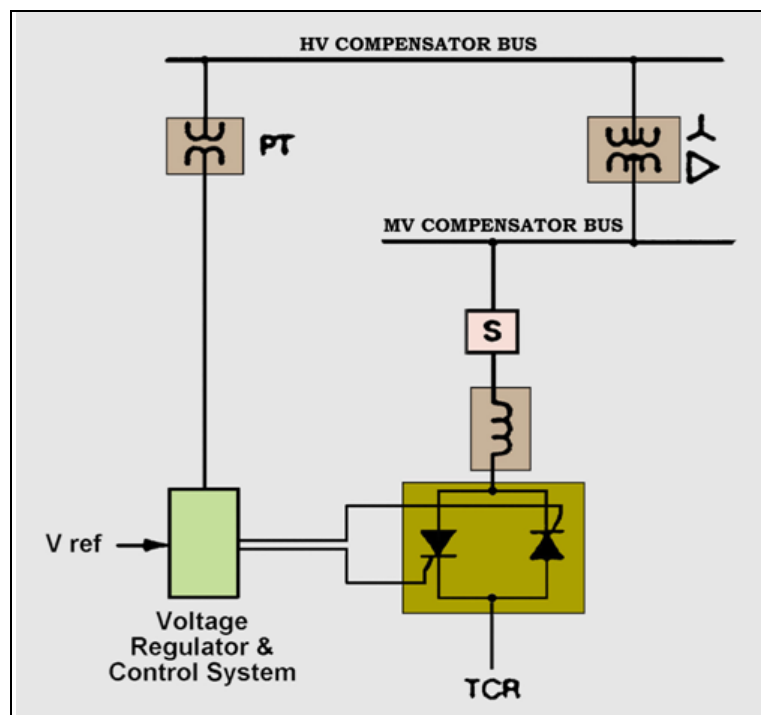 HV COMPENSATOR BUS
PT
MV COMPENSATOR BUS
S
V ref
Voltage
Regulator &
Control System
TCR